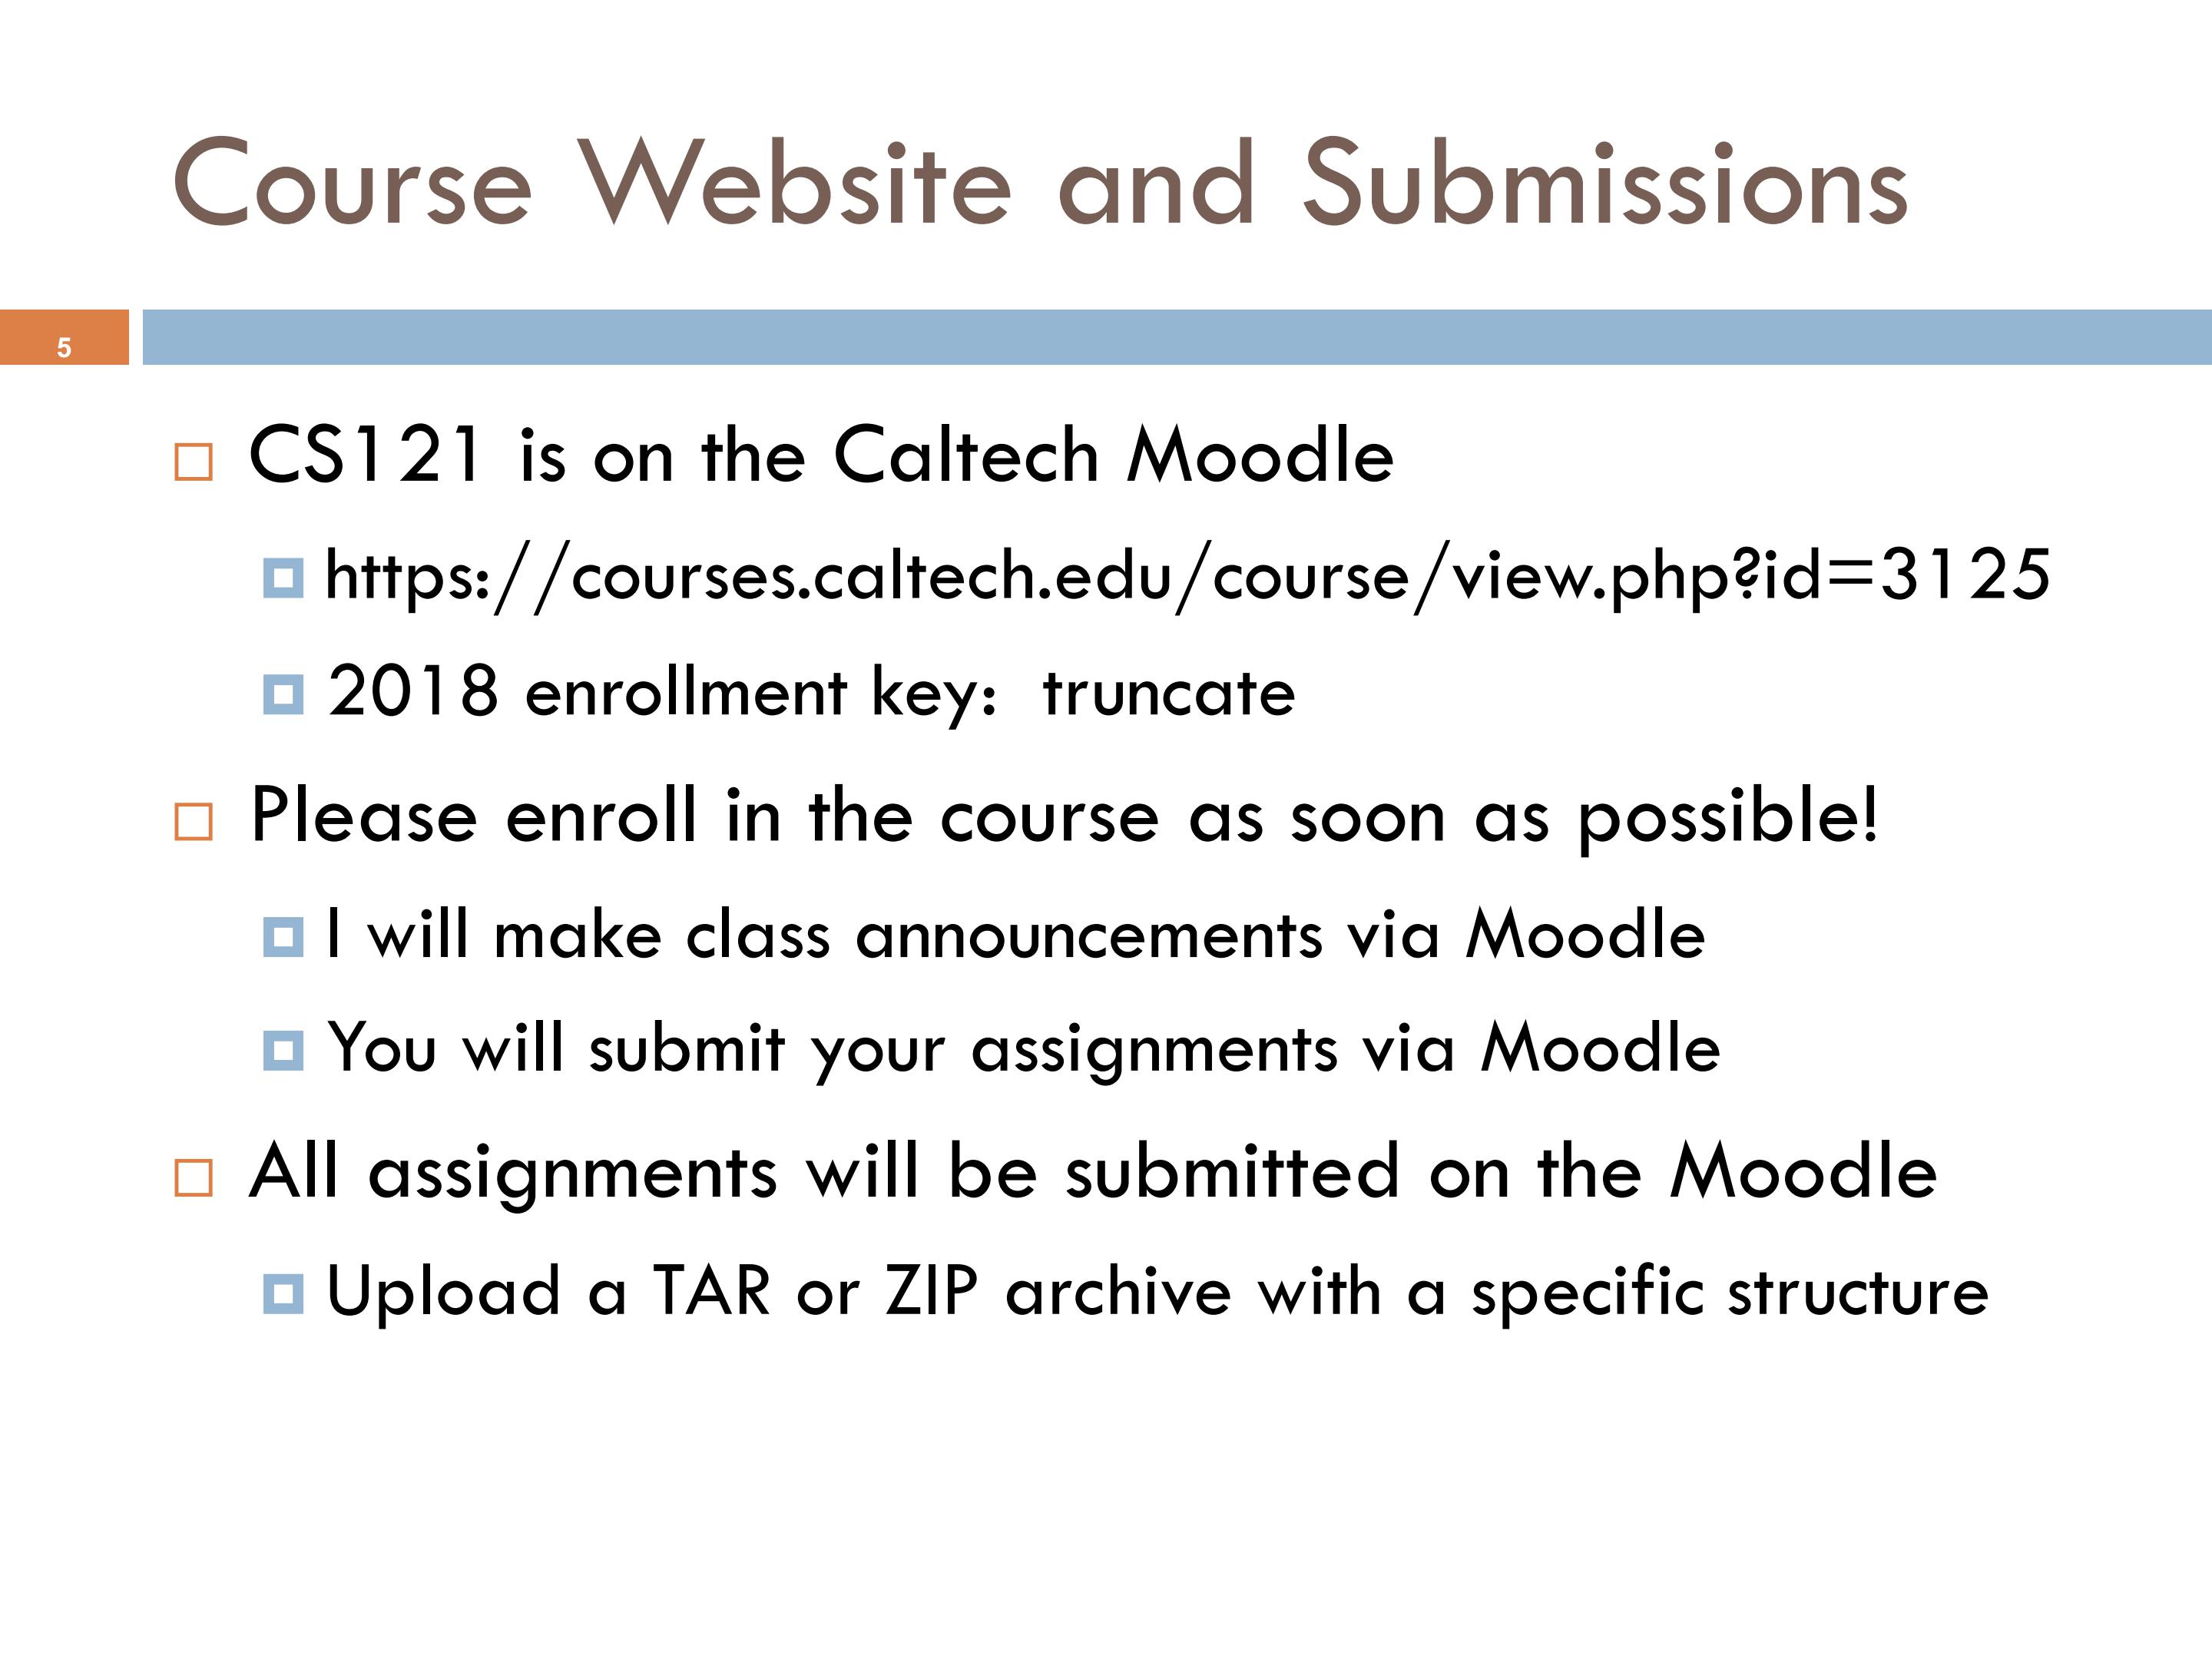 Course Website and Submissions
5
CS121 is on the Caltech Moodle
https://courses.caltech.edu/course/view.php?id=3125
2018 enrollment key:  truncate
Please enroll in the course as soon as possible!
I will make class announcements via Moodle
You will submit your assignments via Moodle
All assignments will be submitted on the Moodle
Upload a TAR or ZIP archive with a specific structure